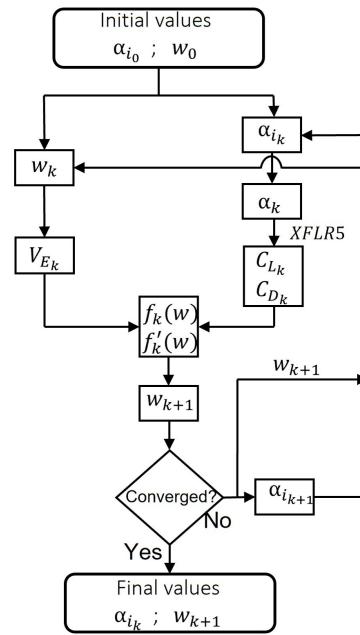 Initial values
α_{i_0} ; w_0
α_{i_k}
w_k
α_k
XFLR5
V_{E_k}
C_{L_k}
C_{D_k}
f_k(w)
f'_k(w)
w_{k+1}
w_{k+1}
Converged?
α_{i_{k+1}}
No
Yes
Final values
α_{i_k} ; w_{k+1}